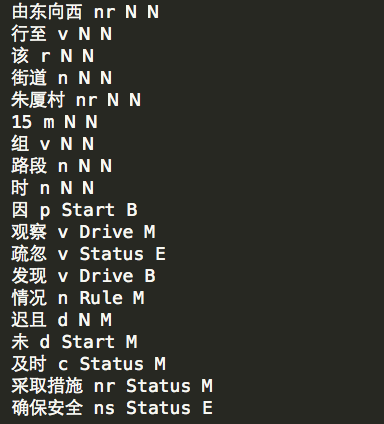 由东向西 nr N N
行至 v N N
该 r N N
街道 n N N
朱厦村 nr N N
15 m N N
组 v N N
路段 n N N
时 n N N
因 p Start B
观察 v Drive M
疏忽 v Status E
发现 v Drive B
情况 n Rule M
迟且 d N M
未 d Start M
及时 c Status M
采取措施 nr Status M
确保安全 ns Status E